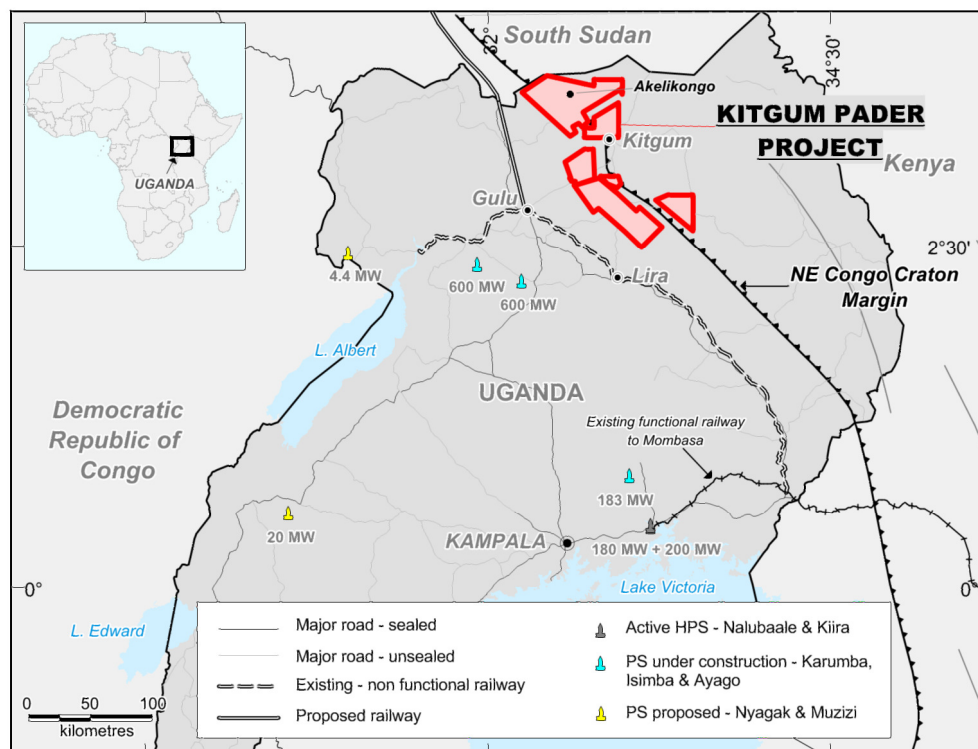 South Sudan
32°
34°30'
Akelikongo
KITGUM PADER
PROJECT
Kitgum
Kenya
UGANDA
Gulu
2°30'
4.4 MW
600 MW
600 MW
Lira
NE Congo Craton
Margin
L. Albert
UGANDA
Democratic
Republic of
Congo
Existing functional railway
to Mombasa
183 MW
20 MW
KAMPALA
180 MW + 200 MW
0°
Lake Victoria
0°
L. Edward
Major road - sealed
Major road - unsealed
Existing - non functional railway
Proposed railway
Active HPS - Nalubaale & Kiira
PS under construction - Karumba,
Isimba & Ayago
PS proposed - Nyagak & Muzizi
0 50 100
kilometres